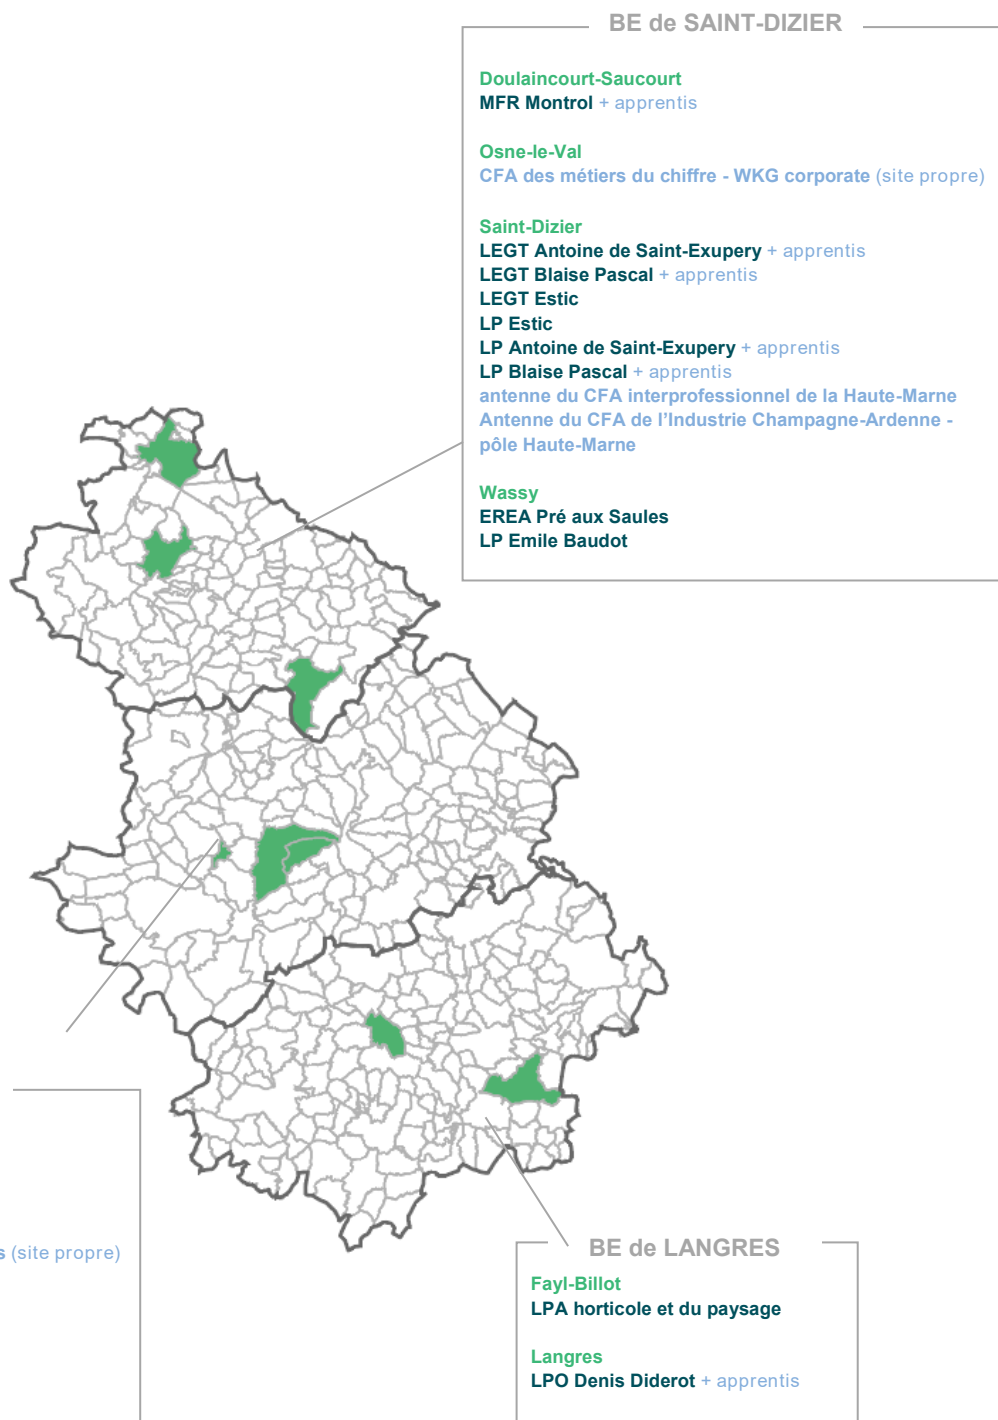 BE de SAINT-DIZIER
Doulaincourt-Saucourt
MFR Montrol + apprentis
Osne-le-Val
CFA des métiers du chiffre - WKG corporate (site propre)
Saint-Dizier
LEGT Antoine de Saint-Exupery + apprentis
LEGT Blaise Pascal + apprentis
LEGT Estic
LP Estic
LP Antoine de Saint-Exupery + apprentis
LP Blaise Pascal + apprentis
antenne du CFA interprofessionnel de la Haute-Marne
Antenne du CFA de l’Industrie Champagne-Ardenne -
pôle Haute-Marne
Wassy
EREA Pré aux Saules
LP Emile Baudot
s (site propre)
BE de LANGRES
Fayl-Billot
LPA horticole et du paysage
Langres
LPO Denis Diderot + apprentis